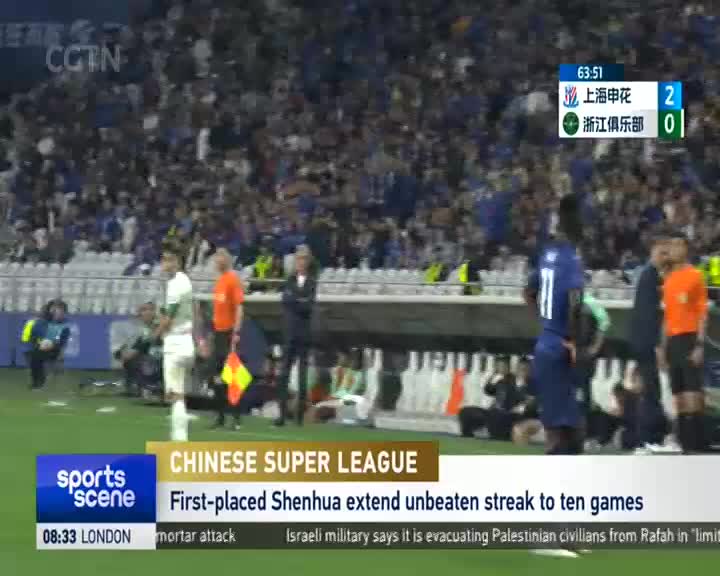 CGTN
63:51
上海申花 2
浙江俱乐部 0
11
CHINESE SUPER LEAGUE
sports scene
First-placed Shenhua extend unbeaten streak to ten games
08:33 LONDON
mortar attack Israeli military says it is evacuating Palestinian civilians from Rafah in "limit